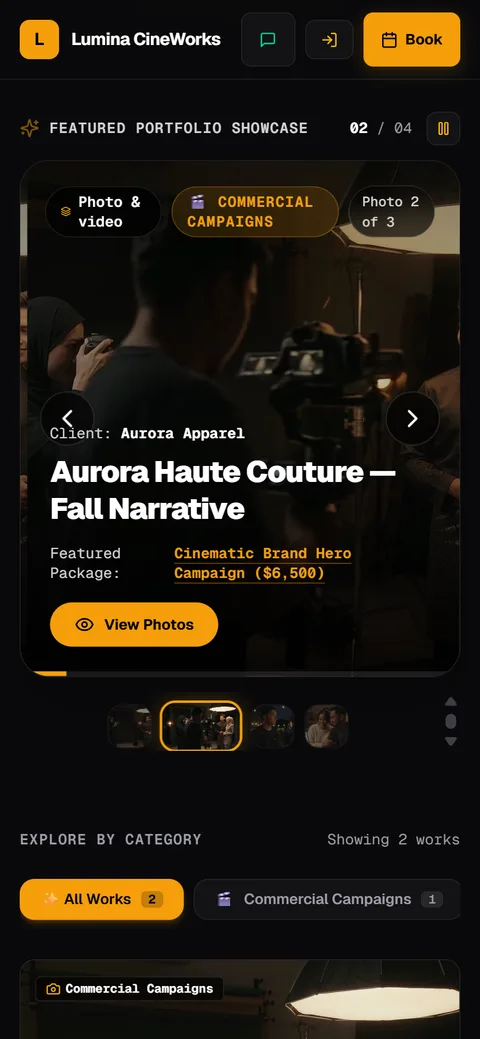 L
Lumina CineWorks
Book
FEATURED PORTFOLIO SHOWCASE
02 / 04
Photo &
video
COMMERCIAL
CAMPAIGNS
Photo 2
of 3
Client: Aurora Apparel
Aurora Haute Couture —
Fall Narrative
Featured
Package:
Cinematic Brand Hero
Campaign ($6,500)
View Photos
EXPLORE BY CATEGORY
Showing 2 works
All Works 2
Commercial Campaigns 1
Commercial Campaigns